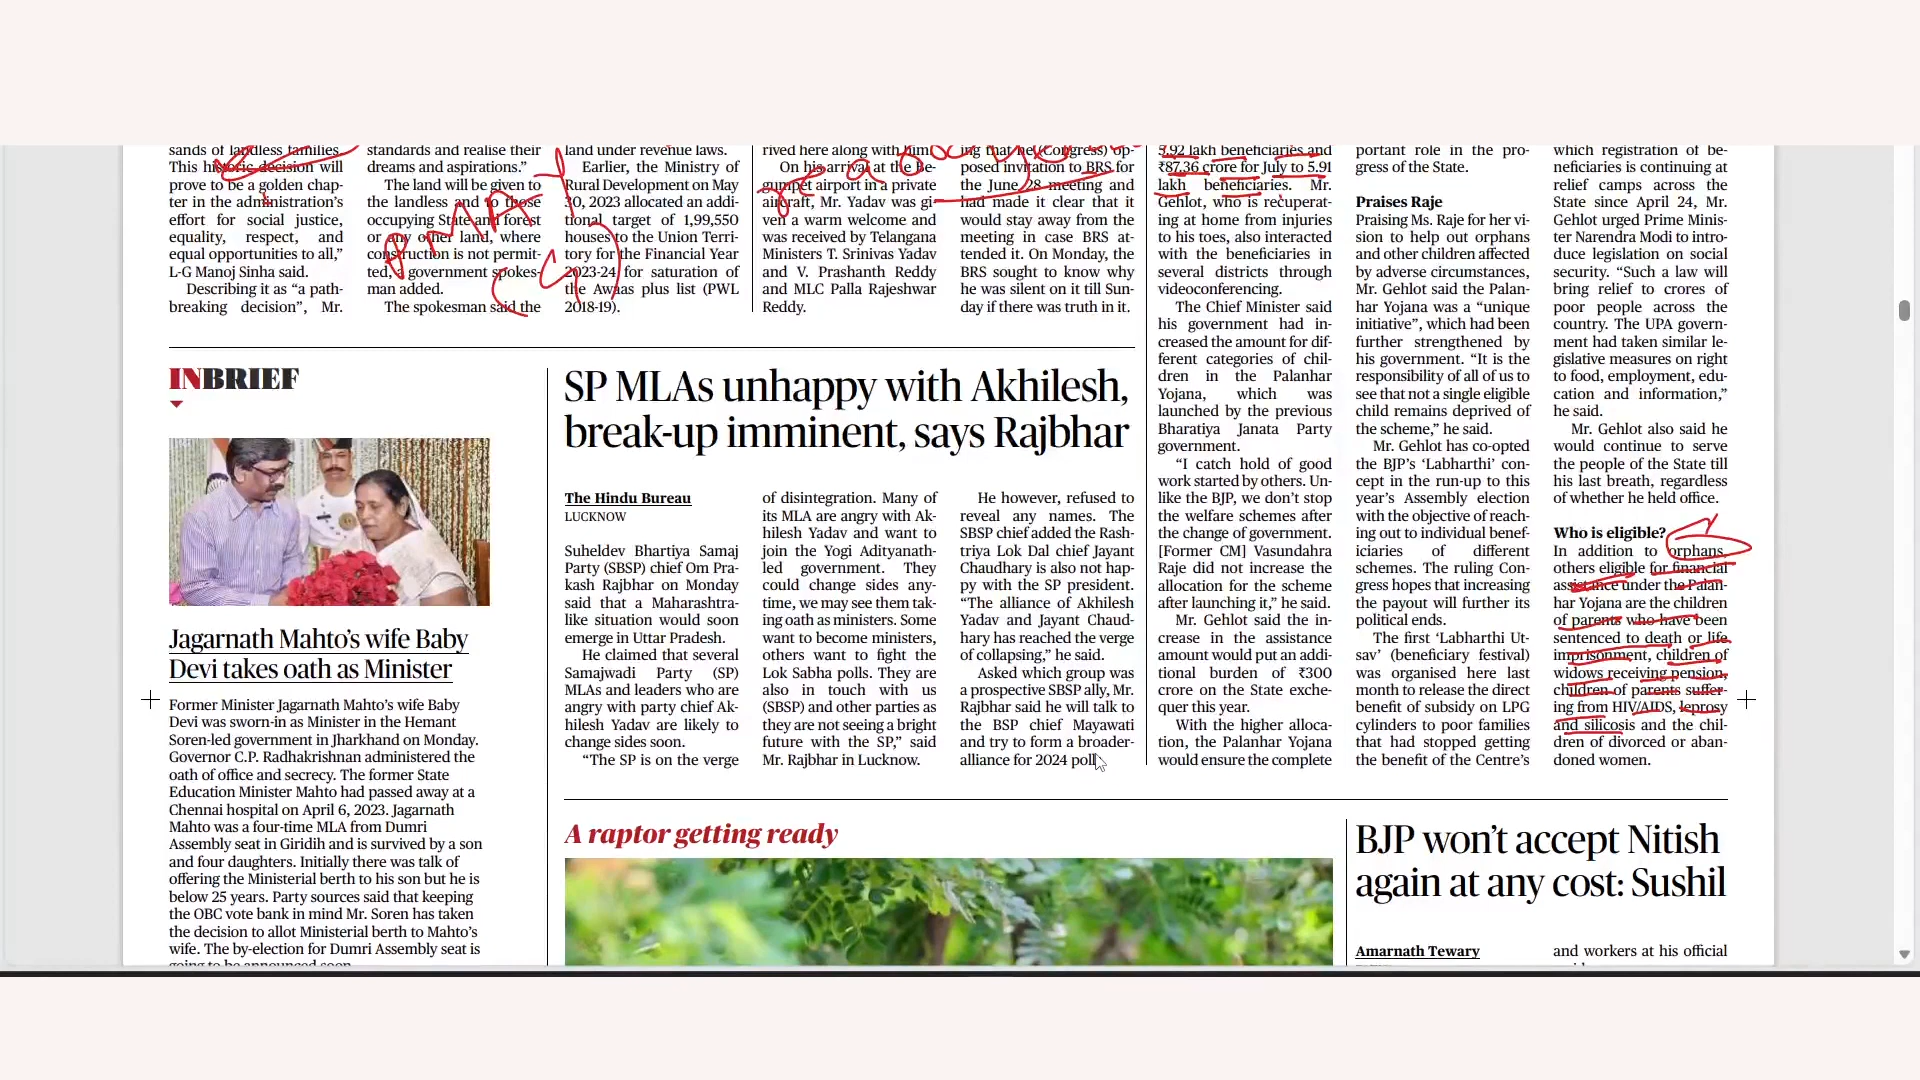 sands of landless families.
This historic decision will
prove to be a golden chap-
ter in the administration's
effort for social justice,
equality, respect, and
equal opportunities to all,”
L-G Manoj Sinha said.
Describing it as “a path-
breaking decision”, Mr.
standards and realise their
dreams and aspirations.”
The land will be given to
the landless and to those
occupying State and forest
or any other land, where
construction is not permit-
ted, a government spokes-
man added.
The spokesman said the
land under revenue laws.
Earlier, the Ministry of
Rural Development on May
30, 2023 allocated an addi-
tional target of 1,99,550
houses to the Union Terri-
tory for the Financial Year
2023-24 for saturation of
the Awaas plus list (PWL
2018-19).
PMAY
(G)
rived here along with him.
On his arrival at the Be-
gumpet airport in a private
aircraft, Mr. Yadav was gi-
ven a warm welcome and
was received by Telangana
Ministers T. Srinivas Yadav
and V. Prashanth Reddy
and MLC Palla Rajeshwar
Reddy.
ing that he (Congress) op-
posed invitation to BRS for
the June 28 meeting and
had made it clear that it
would stay away from the
meeting in case BRS at-
tended it. On Monday, the
BRS sought to know why
he was silent on it till Sun-
day if there was truth in it.
5.92 lakh beneficiaries and
₹87.36 crore for July to 5.91
lakh beneficiaries. Mr.
Gehlot, who is recuperat-
ing at home from injuries
to his toes, also interacted
with the beneficiaries in
several districts through
videoconferencing.
The Chief Minister said
his government had in-
creased the amount for dif-
ferent categories of chil-
dren in the Palanhar
Yojana, which was
launched by the previous
Bharatiya Janata Party
government.
“I catch hold of good
work started by others. Un-
like the BJP, we don't stop
the welfare schemes after
the change of government.
[Former CM] Vasundahra
Raje did not increase the
allocation for the scheme
after launching it,” he said.
Mr. Gehlot said the in-
crease in the assistance
amount would put an addi-
tional burden of ₹300
crore on the State exche-
quer this year.
With the higher alloca-
tion, the Palanhar Yojana
would ensure the complete
portant role in the pro-
gress of the State.
Praises Raje
Praising Ms. Raje for her vi-
sion to help out orphans
and other children affected
by adverse circumstances,
Mr. Gehlot said the Palan-
har Yojana was a “unique
initiative”, which had been
further strengthened by
his government. “It is the
responsibility of all of us to
see that not a single eligible
child remains deprived of
the scheme,” he said.
Mr. Gehlot has co-opted
the BJP's ‘Labharthi’ con-
cept in the run-up to this
year's Assembly election
with the objective of reach-
ing out to individual benef-
iciaries of different
schemes. The ruling Con-
gress hopes that increasing
the payout will further its
political ends.
The first ‘Labharthi Ut-
sav’ (beneficiary festival)
was organised here last
month to release the direct
benefit of subsidy on LPG
cylinders to poor families
that had stopped getting
the benefit of the Centre's
which registration of be-
neficiaries is continuing at
relief camps across the
State since April 24, Mr.
Gehlot urged Prime Minis-
ter Narendra Modi to intro-
duce legislation on social
security. “Such a law will
bring relief to crores of
poor people across the
country. The UPA govern-
ment had taken similar le-
gislative measures on right
to food, employment, edu-
cation and information,”
he said.
Mr. Gehlot also said he
would continue to serve
the people of the State till
his last breath, regardless
of whether he held office.
Who is eligible?
In addition to orphans,
others eligible for financial
assistance under the Palan-
har Yojana are the children
of parents who have been
sentenced to death or life
imprisonment, children of
widows receiving pension,
children of parents suffer-
ing from HIV/AIDS, leprosy
and silicosis and the chil-
dren of divorced or aban-
doned women.
INBRIEF
Jagarnath Mahto's wife Baby
Devi takes oath as Minister
Former Minister Jagarnath Mahto's wife Baby
Devi was sworn-in as Minister in the Hemant
Soren-led government in Jharkhand on Monday.
Governor C.P. Radhakrishnan administered the
oath of office and secrecy. The former State
Education Minister Mahto had passed away at a
Chennai hospital on April 6, 2023. Jagarnath
Mahto was a four-time MLA from Dumri
Assembly seat in Giridih and is survived by a son
and four daughters. Initially there was talk of
offering the Ministerial berth to his son but he is
below 25 years. Party sources said that keeping
the OBC vote bank in mind Mr. Soren has taken
the decision to allot Ministerial berth to Mahto's
wife. The by-election for Dumri Assembly seat is
going to be announced soon.
SP MLAs unhappy with Akhilesh,
break-up imminent, says Rajbhar
The Hindu Bureau
LUCKNOW
Suheldev Bhartiya Samaj
Party (SBSP) chief Om Pra-
kash Rajbhar on Monday
said that a Maharashtra-
like situation would soon
emerge in Uttar Pradesh.
He claimed that several
Samajwadi Party (SP)
MLAs and leaders who are
angry with party chief Ak-
hilesh Yadav are likely to
change sides soon.
“The SP is on the verge
of disintegration. Many of
its MLA are angry with Ak-
hilesh Yadav and want to
join the Yogi Adityanath-
led government. They
could change sides any-
time, we may see them tak-
ing oath as ministers. Some
want to become ministers,
others want to fight the
Lok Sabha polls. They are
also in touch with us
(SBSP) and other parties as
they are not seeing a bright
future with the SP,” said
Mr. Rajbhar in Lucknow.
He however, refused to
reveal any names. The
SBSP chief added the Rash-
triya Lok Dal chief Jayant
Chaudhary is also not hap-
py with the SP president.
“The alliance of Akhilesh
Yadav and Jayant Chaud-
hary has reached the verge
of collapsing,” he said.
Asked which group was
a prospective SBSP ally, Mr.
Rajbhar said he will talk to
the BSP chief Mayawati
and try to form a broader-
alliance for 2024 poll
A raptor getting ready
BJP won't accept Nitish
again at any cost: Sushil
Amarnath Tewary
and workers at his official